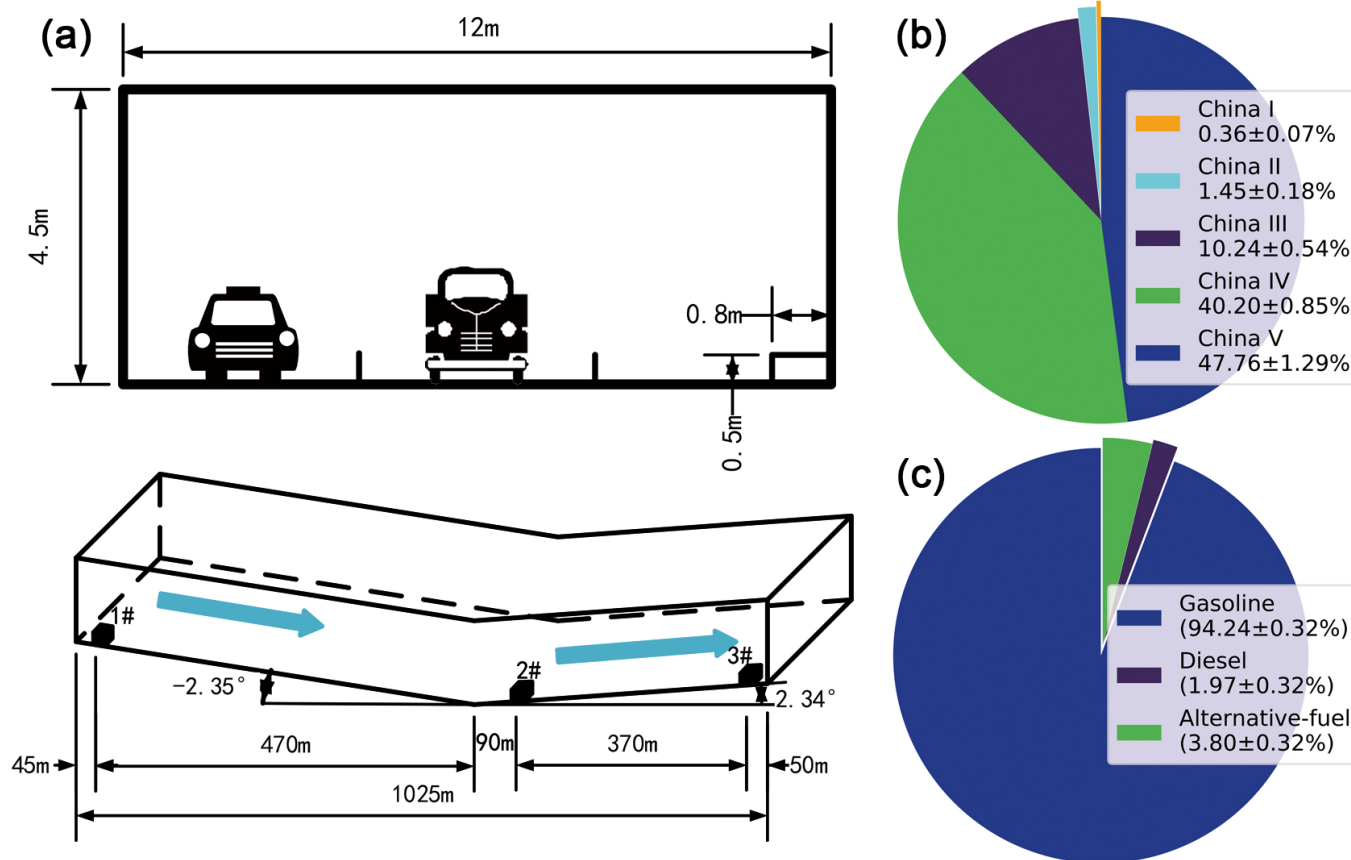 (a)
12m
4.5m
0.8m
0.5m
1#
2#
3#
-2.35°
2.34°
45m
470m
90m
370m
50m
1025m
(b)
China I
0.36±0.07%
China II
1.45±0.18%
China III
10.24±0.54%
China IV
40.20±0.85%
China V
47.76±1.29%
(c)
Gasoline
(94.24±0.32%)
Diesel
(1.97±0.32%)
Alternative-fuel
(3.80±0.32%)